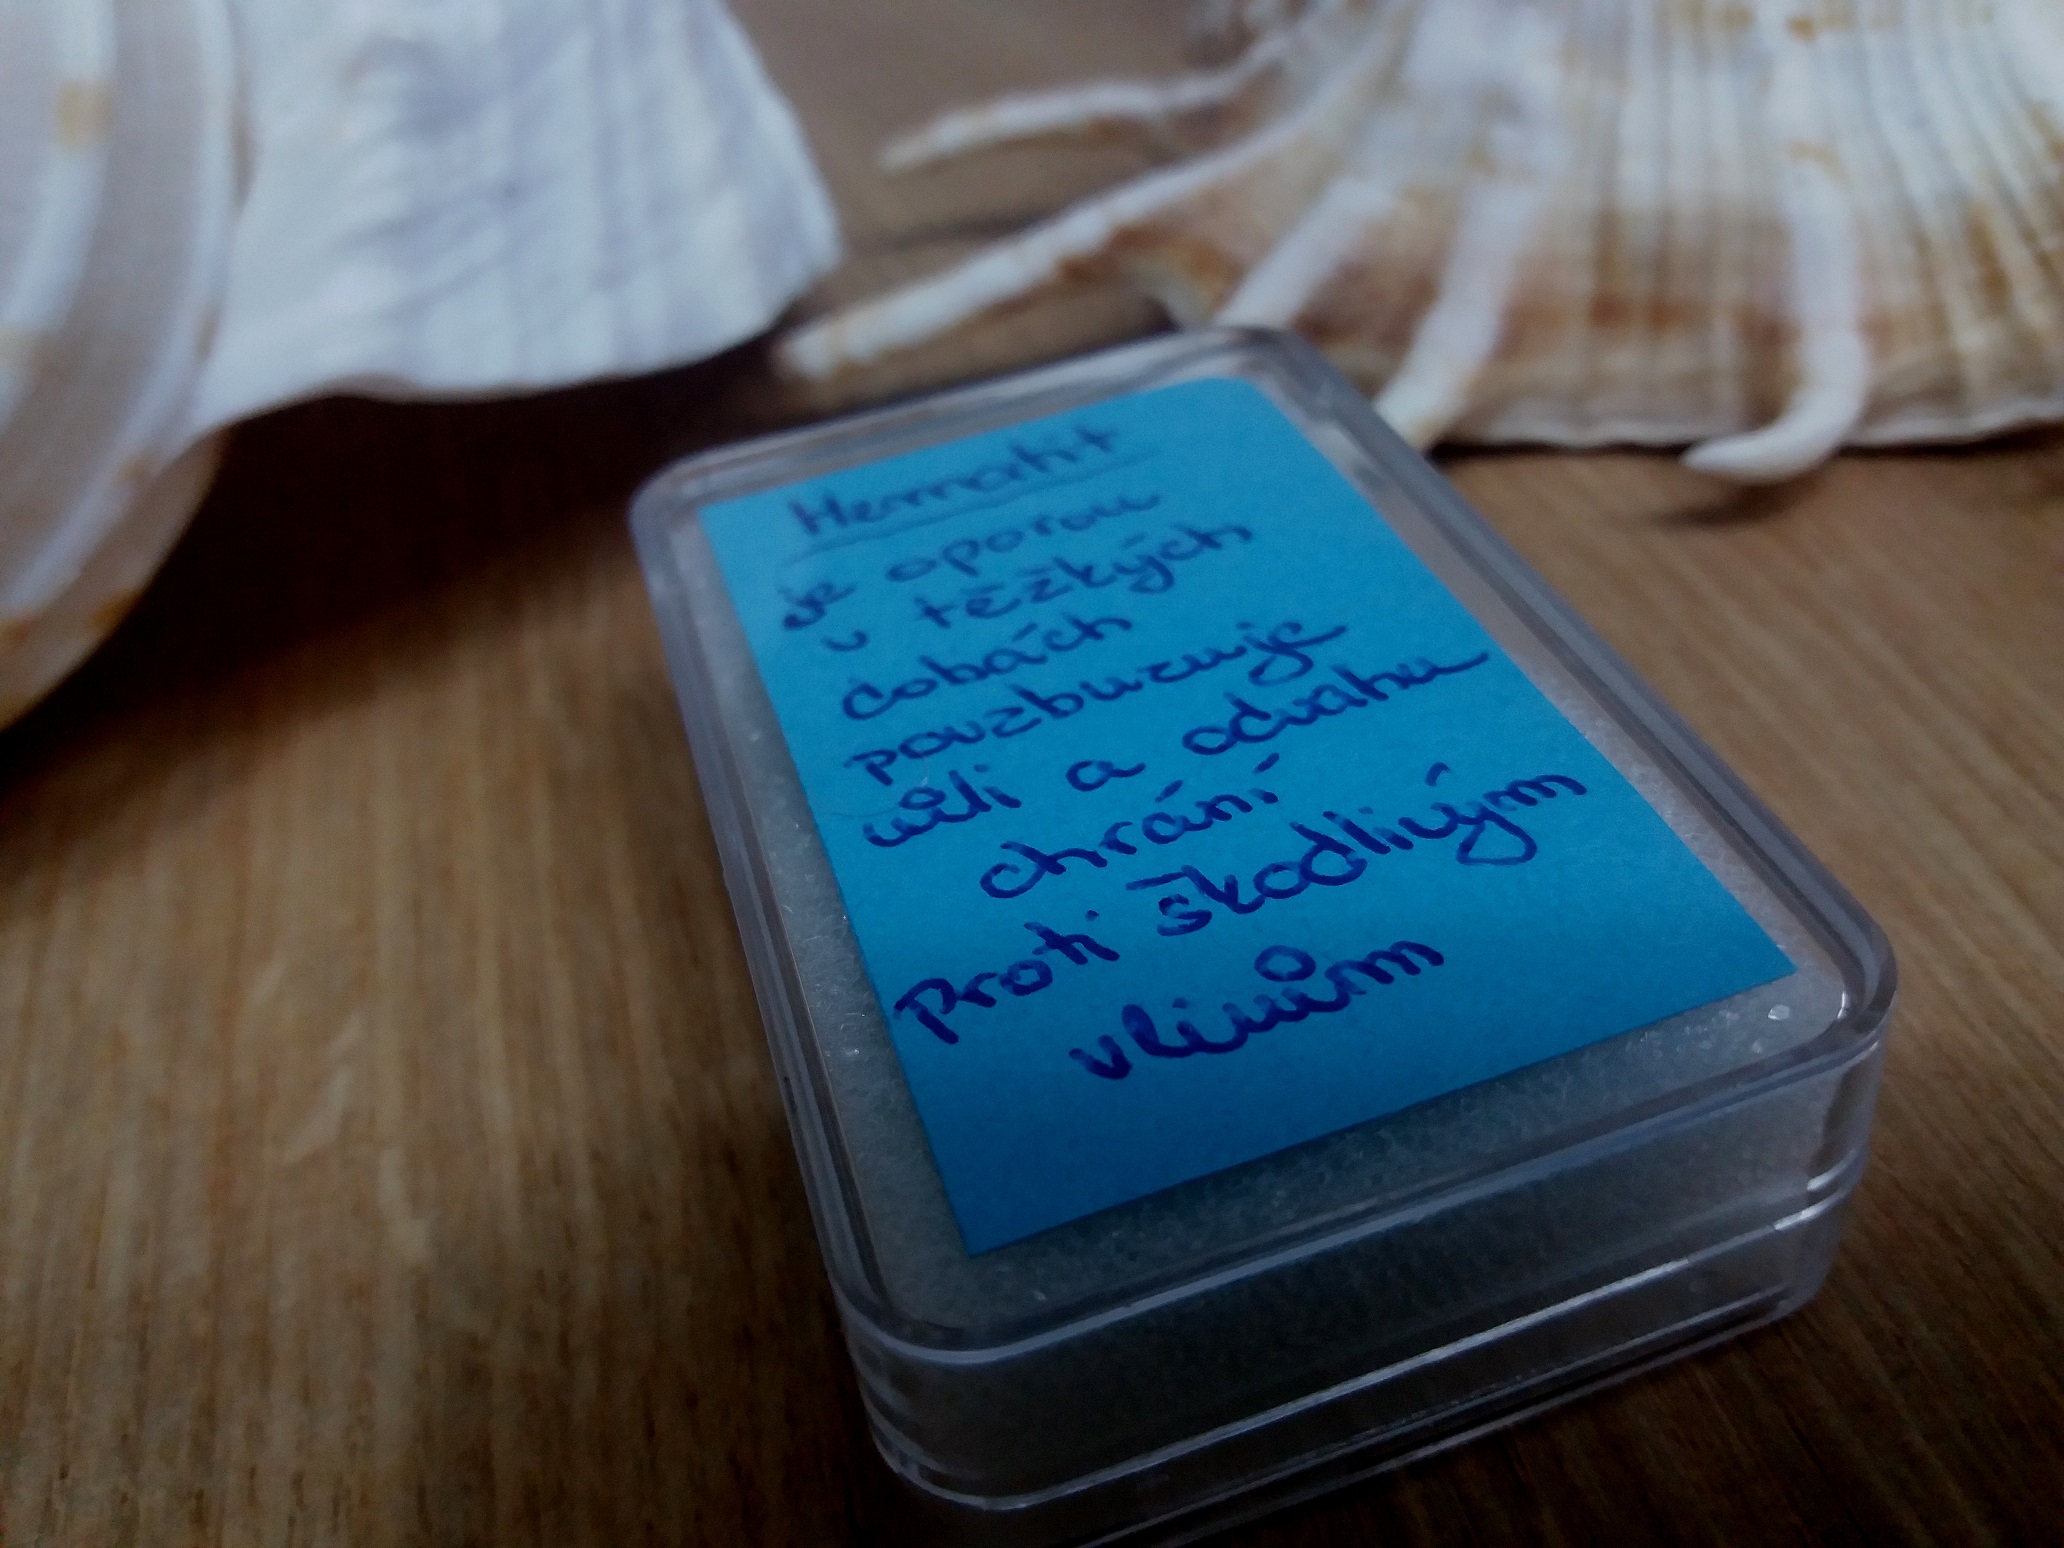 Hematit
je oporou
v těžkých
dobách
povzbuzuje
vůli a odvahu
chrání
proti škodlivým
vlivům